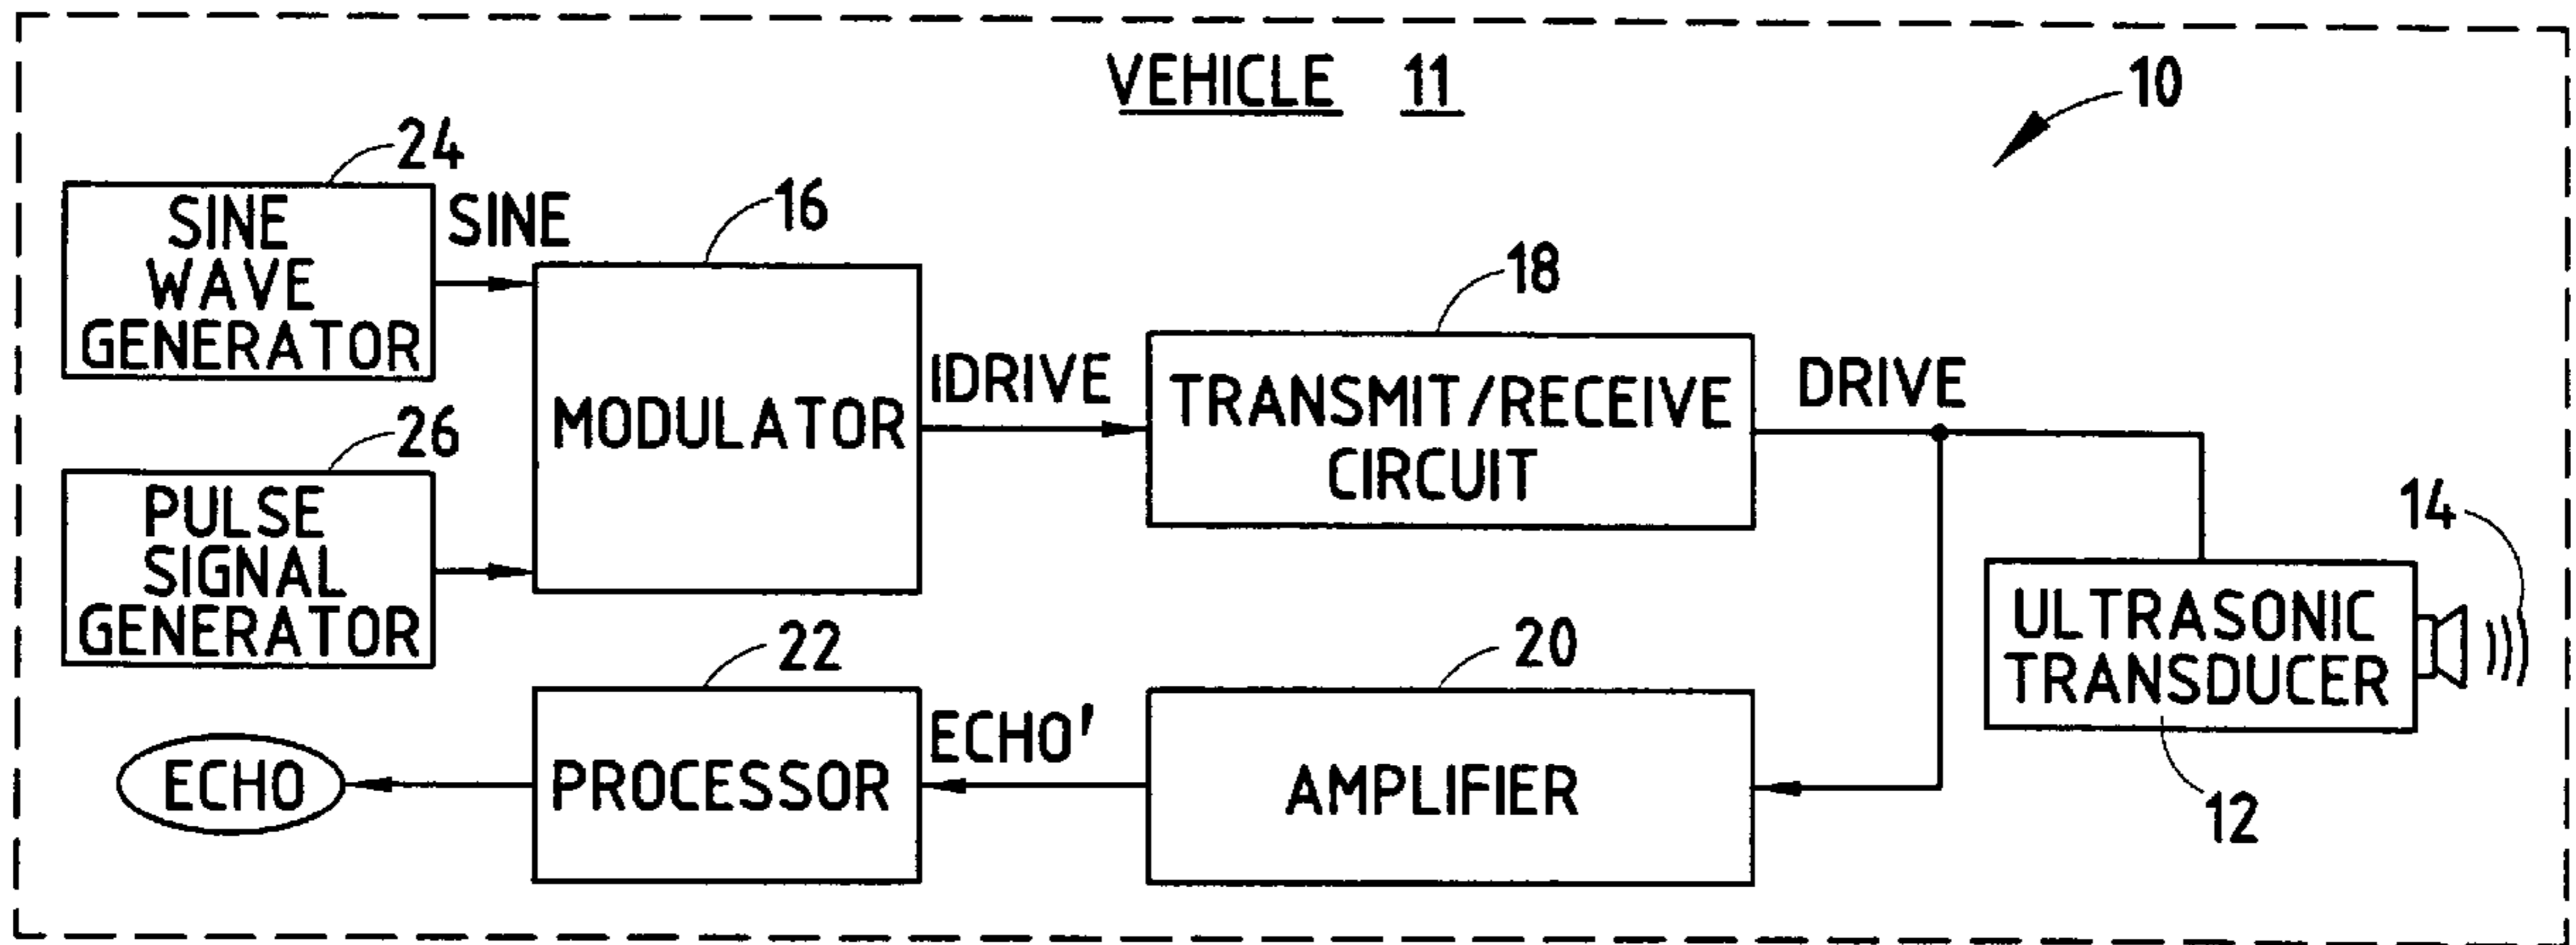 VEHICLE 11
10
24
SINE
WAVE
GENERATOR
SINE
16
MODULATOR
26
PULSE
SIGNAL
GENERATOR
IDRIVE
18
TRANSMIT/RECEIVE
CIRCUIT
DRIVE
14
ULTRASONIC
TRANSDUCER
12
20
AMPLIFIER
ECHO'
22
PROCESSOR
ECHO